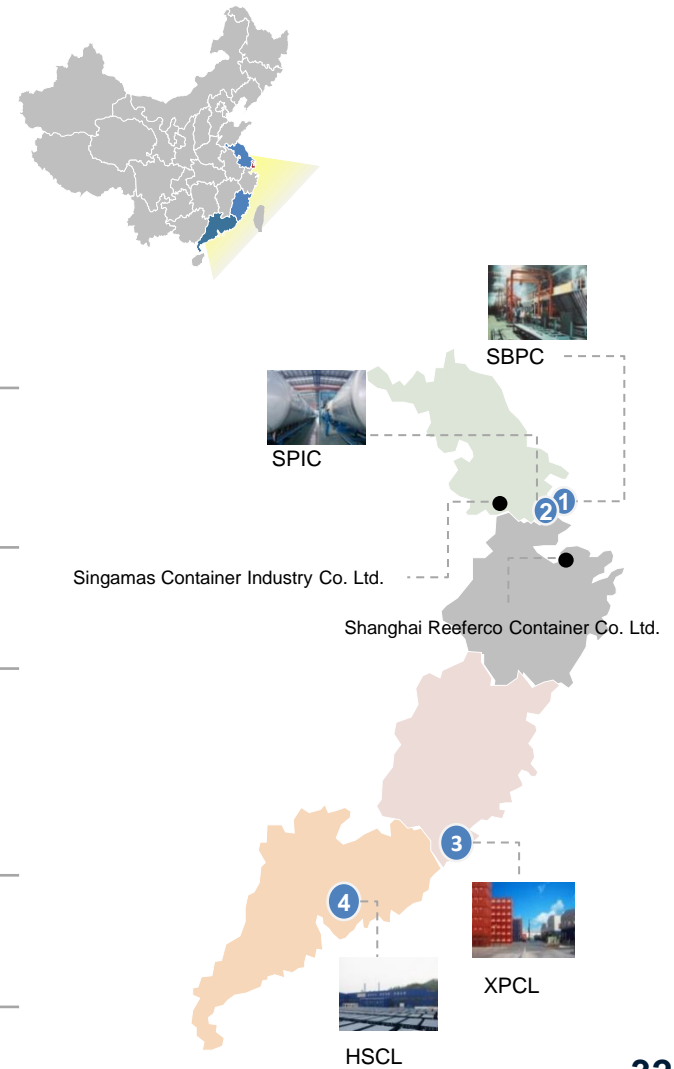 SBPC
SPIC
1
2
Singamas Container Industry Co. Ltd.
Shanghai Reeferco Container Co. Ltd.
3
4
XPCL
HSCL